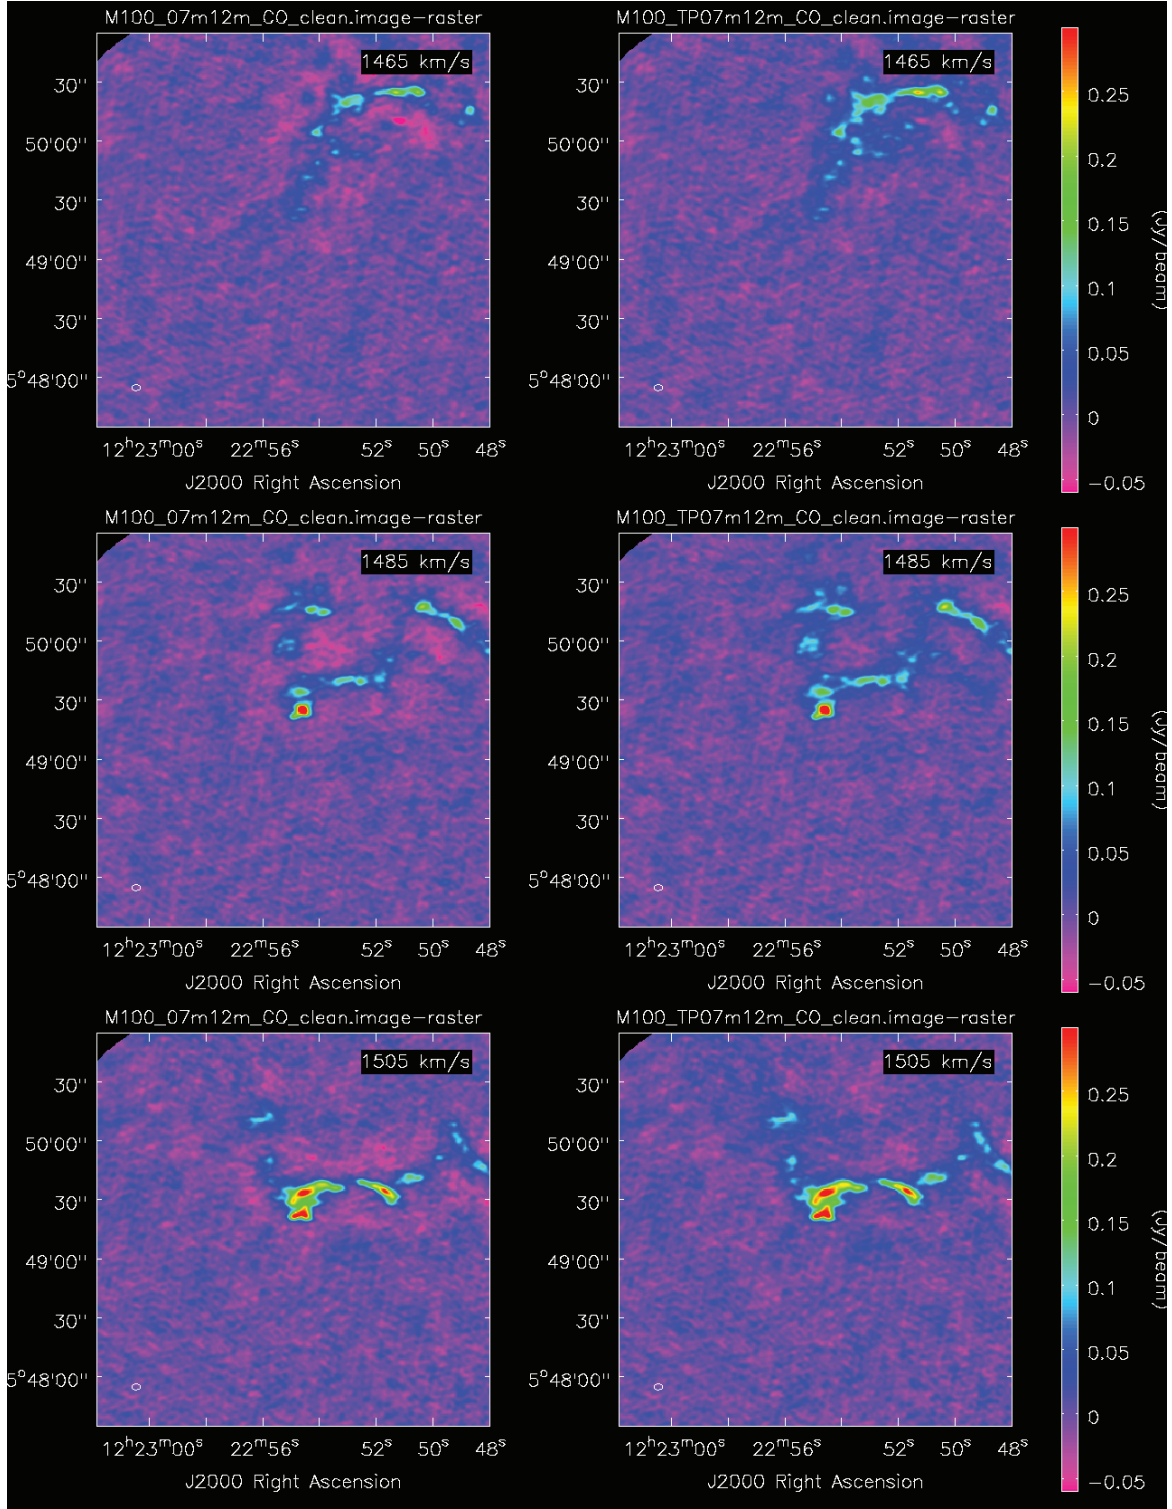 M100_07m12m_CO_clean.image-raster M100_TP07m12m_CO_clean.image-raster
1465 km/s 1465 km/s
30'' 30'' 0.25
50'00'' 50'00'' 0.2
30'' 30'' 0.15
49'00'' 49'00'' 0.1
30'' 30'' 0.05
5°48'00'' 5°48'00'' 0
-0.05
(Jy/beam)
12h23m00s 22m56s 52s 50s 48s 12h23m00s 22m56s 52s 50s 48s
J2000 Right Ascension J2000 Right Ascension
M100_07m12m_CO_clean.image-raster M100_TP07m12m_CO_clean.image-raster
1485 km/s 1485 km/s
30'' 30'' 0.25
50'00'' 50'00'' 0.2
30'' 30'' 0.15
49'00'' 49'00'' 0.1
30'' 30'' 0.05
5°48'00'' 5°48'00'' 0
-0.05
(Jy/beam)
12h23m00s 22m56s 52s 50s 48s 12h23m00s 22m56s 52s 50s 48s
J2000 Right Ascension J2000 Right Ascension
M100_07m12m_CO_clean.image-raster M100_TP07m12m_CO_clean.image-raster
1505 km/s 1505 km/s
30'' 30'' 0.25
50'00'' 50'00'' 0.2
30'' 30'' 0.15
49'00'' 49'00'' 0.1
30'' 30'' 0.05
5°48'00'' 5°48'00'' 0
-0.05
(Jy/beam)
12h23m00s 22m56s 52s 50s 48s 12h23m00s 22m56s 52s 50s 48s
J2000 Right Ascension J2000 Right Ascension